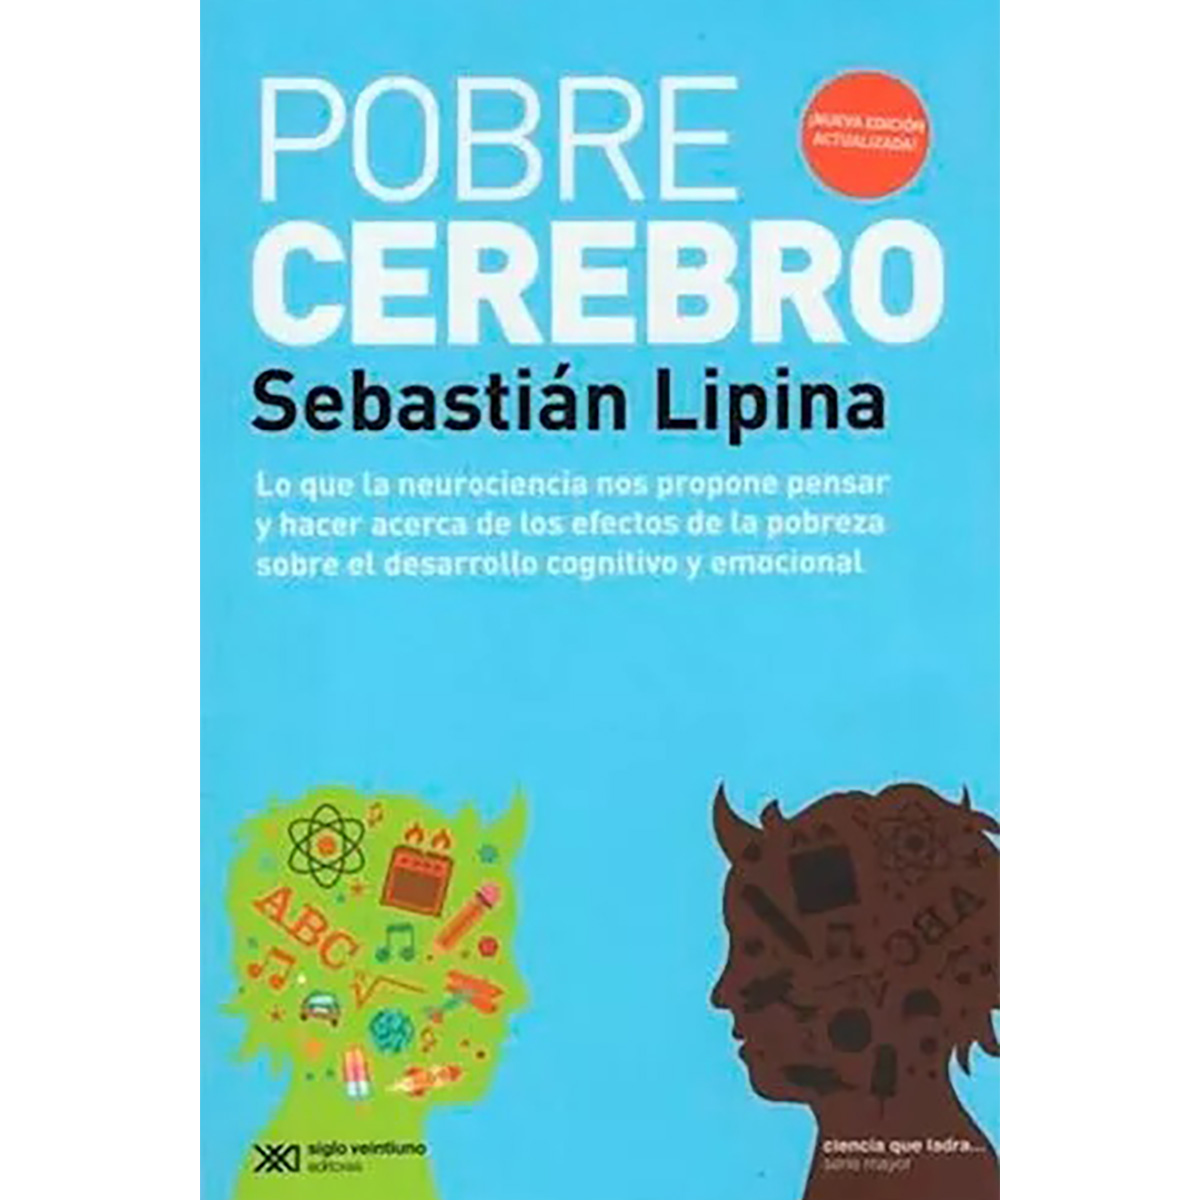 POBRE
¡NUEVA EDICIÓN
ACTUALIZADA!
CEREBRO
Sebastián Lipina
Lo que la neurociencia nos propone pensar
y hacer acerca de los efectos de la pobreza
sobre el desarrollo cognitivo y emocional
ABC
ABC
siglo veintiuno
editores
ciencia que ladra...
serie mayor